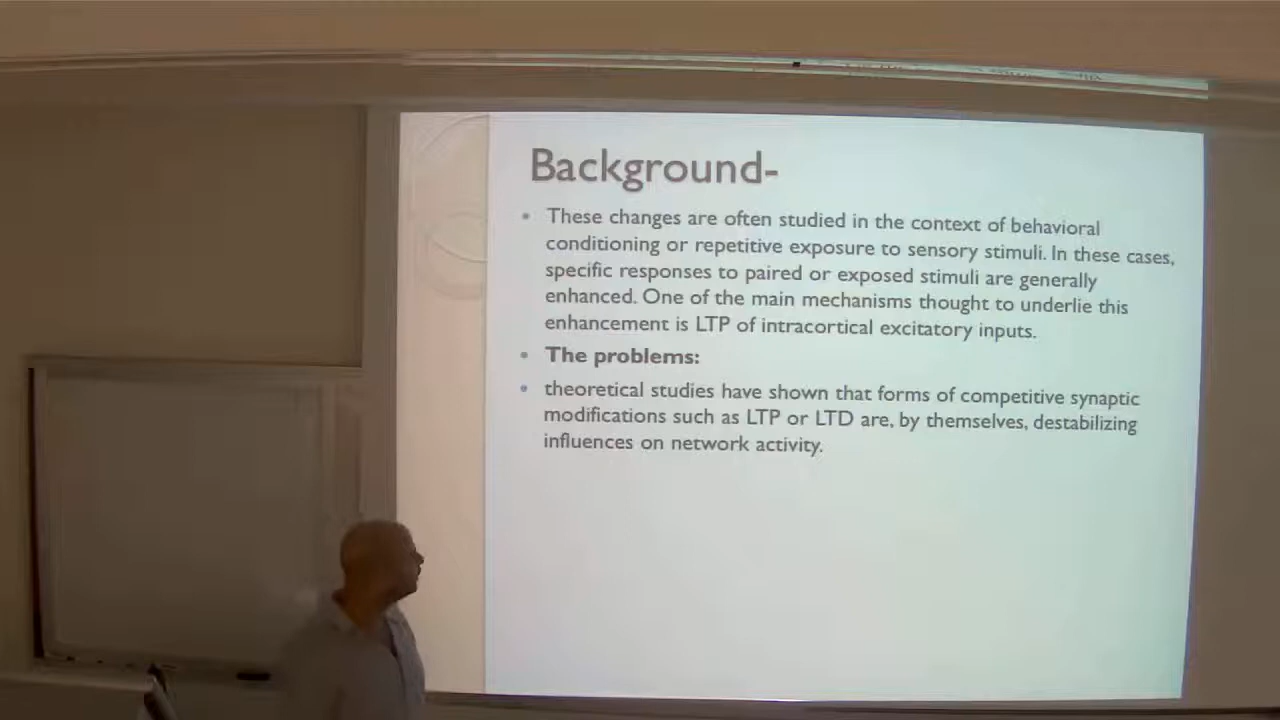 Background-
These changes are often studied in the context of behavioral
conditioning or repetitive exposure to sensory stimuli. In these cases,
specific responses to paired or exposed stimuli are generally
enhanced. One of the main mechanisms thought to underlie this
enhancement is LTP of intracortical excitatory inputs.
The problems:
theoretical studies have shown that forms of competitive synaptic
modifications such as LTP or LTD are, by themselves, destabilizing
influences on network activity.